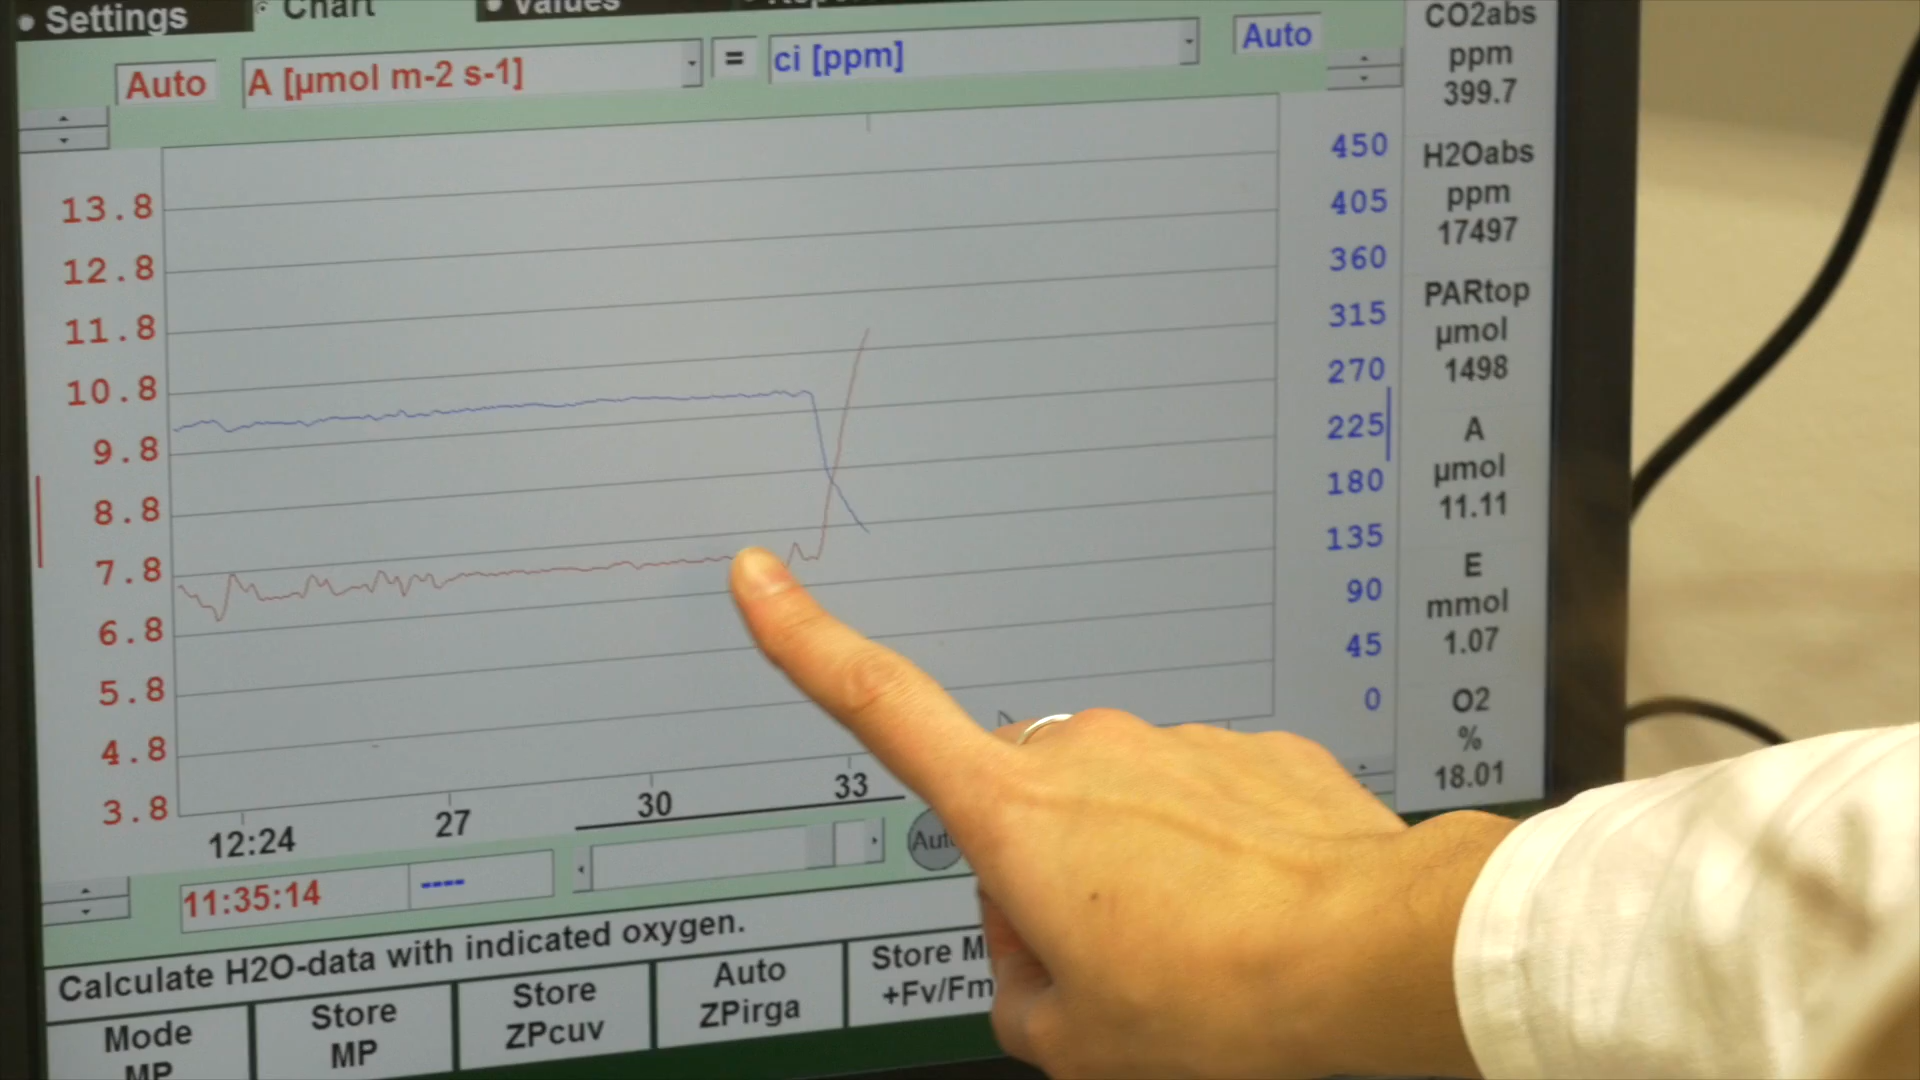 Settings
Chart
Values
Auto
A [µmol m-2 s-1]
=
ci [ppm]
Auto
13.8
12.8
11.8
10.8
9.8
8.8
7.8
6.8
5.8
4.8
3.8
450
405
360
315
270
225
180
135
90
45
0
12:24
27
30
33
11:35:14
----
Calculate H2O-data with indicated oxygen.
Mode
MP
Store
MP
Store
ZPcuv
Auto
ZPirga
Store M
+Fv/Fm
CO2abs
ppm
399.7
H2Oabs
ppm
17497
PARtop
µmol
1498
A
µmol
11.11
E
mmol
1.07
O2
%
18.01